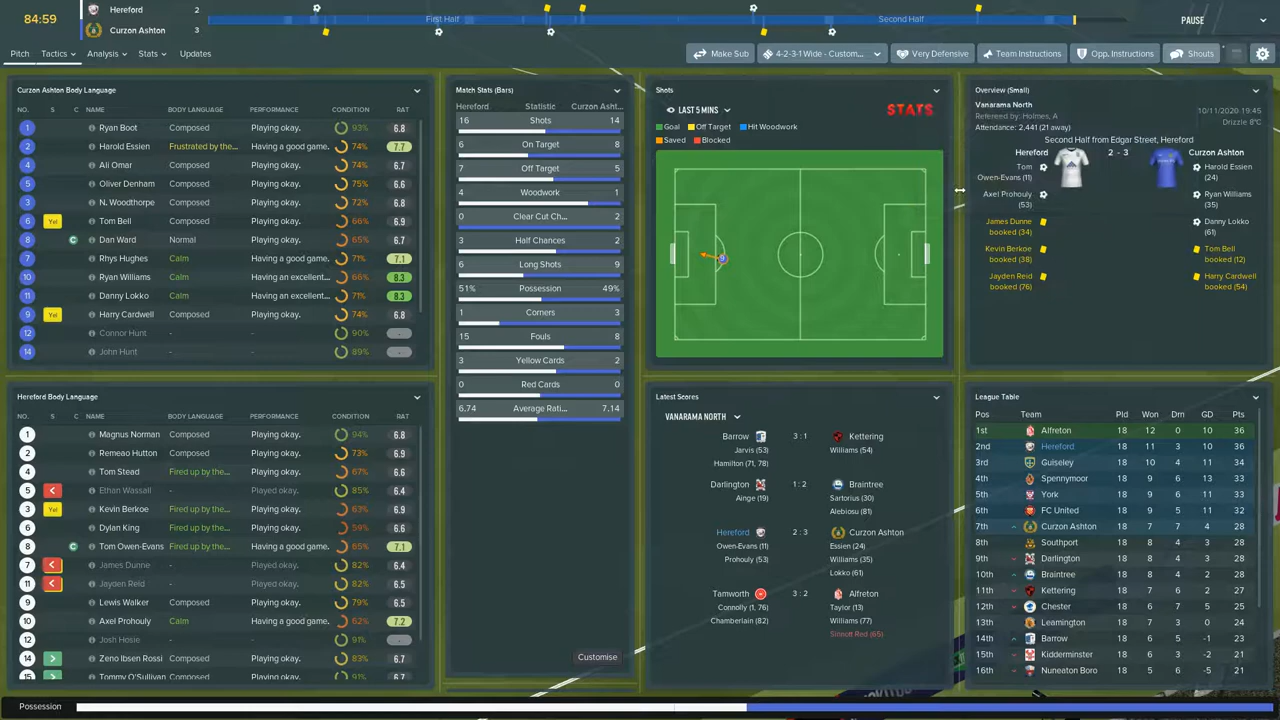 84:59
Hereford 2
Curzon Ashton 3
First Half
Second Half
PAUSE
Pitch Tactics Analysis Stats Updates
Make Sub
4-2-3-1 Wide - Custom...
Very Defensive
Team Instructions
Opp. Instructions
Shouts
Curzon Ashton Body Language
NO. S C NAME BODY LANGUAGE PERFORMANCE CONDITION RAT
1 Ryan Boot Composed Playing okay. 93% 6.8
2 Harold Essien Frustrated by the... Having a good game. 74% 7.7
4 Ali Omar Composed Playing okay. 74% 6.7
5 Oliver Denham Composed Playing okay. 75% 6.6
3 N. Woodthorpe Composed Playing okay. 72% 6.8
6 Yel Tom Bell Composed Playing okay. 66% 6.9
8 C Dan Ward Normal Playing okay. 65% 6.7
7 Rhys Hughes Calm Playing okay. 71% 7.1
10 Ryan Williams Calm Having an excellent... 66% 8.3
11 Danny Lokko Calm Having an excellent... 71% 8.3
9 Yel Harry Cardwell Composed Playing okay. 74% 6.8
12 Connor Hunt - - 90% -
14 John Hunt - - 89% -
Hereford Body Language
NO. S C NAME BODY LANGUAGE PERFORMANCE CONDITION RAT
1 Magnus Norman Composed Playing okay. 94% 6.8
2 Remeao Hutton Composed Playing okay. 73% 6.9
4 Tom Stead Fired up by the... Playing okay. 67% 6.6
5 Ethan Wassall - Played okay. 85% 6.4
3 Yel Kevin Berkoe Fired up by the... Playing okay. 63% 6.9
6 Dylan King Fired up by the... Playing okay. 59% 6.6
8 C Tom Owen-Evans Fired up by the... Having a good game. 65% 7.1
7 James Dunne - Played okay. 82% 6.4
11 Jayden Reid - Played okay. 82% 6.5
9 Lewis Walker Composed Playing okay. 79% 6.5
10 Axel Prohouly Calm Having a good game. 62% 7.2
12 Josh Hosie - - 91% -
14 Zeno Ibsen Rossi Composed Playing okay. 83% 6.7
15 Tommy O'Sullivan Composed Playing okay. 91% 6.7
Match Stats (Bars)
Hereford Statistic Curzon Asht...
16 Shots 14
6 On Target 8
7 Off Target 5
4 Woodwork 1
0 Clear Cut Ch... 2
3 Half Chances 2
6 Long Shots 9
51% Possession 49%
1 Corners 3
15 Fouls 8
3 Yellow Cards 2
0 Red Cards 0
6.74 Average Rati... 7.14
Customise
Shots
LAST 5 MINS
STATS
Goal Off Target Hit Woodwork
Saved Blocked
9
Latest Scores
VANARAMA NORTH
Barrow 3 : 1 Kettering
Jarvis (53) Williams (54)
Hamilton (71, 78)
Darlington 1 : 2 Braintree
Ainge (19) Sartorius (30)
Alebiosu (81)
Hereford 2 : 3 Curzon Ashton
Owen-Evans (11) Essien (24)
Prohouly (53) Williams (35)
Lokko (61)
Tamworth 3 : 2 Alfreton
Connolly (1, 76) Taylor (13)
Chamberlain (82) Williams (77)
Sinnott Red (65)
Overview (Small)
Vanarama North 10/11/2020 19:45
Refereed by: Holmes, A Drizzle 8°C
Attendance: 2,441 (21 away)
Second Half from Edgar Street, Hereford
Hereford 2 - 3 Curzon Ashton
Tom Owen-Evans (11) Harold Essien (24)
Axel Prohouly (53) Ryan Williams (35)
James Dunne booked (34) Danny Lokko (61)
Kevin Berkoe booked (38) Tom Bell booked (12)
Jayden Reid booked (76) Harry Cardwell booked (54)
League Table
Pos Team Pld Won Drn GD Pts
1st Alfreton 18 12 0 10 36
2nd Hereford 18 11 3 10 36
3rd Guiseley 18 10 4 11 34
4th Spennymoor 18 9 6 13 33
5th York 18 9 6 11 33
6th FC United 18 9 5 11 32
7th Curzon Ashton 18 7 7 4 28
8th Southport 18 8 4 3 28
9th Darlington 18 8 4 3 28
10th Braintree 18 8 4 2 28
11th Kettering 18 7 6 2 27
12th Chester 18 6 7 5 25
13th Leamington 18 7 3 0 24
14th Barrow 18 6 5 -1 23
15th Kidderminster 18 5 6 -2 21
16th Nuneaton Boro 18 5 6 -5 21
Possession